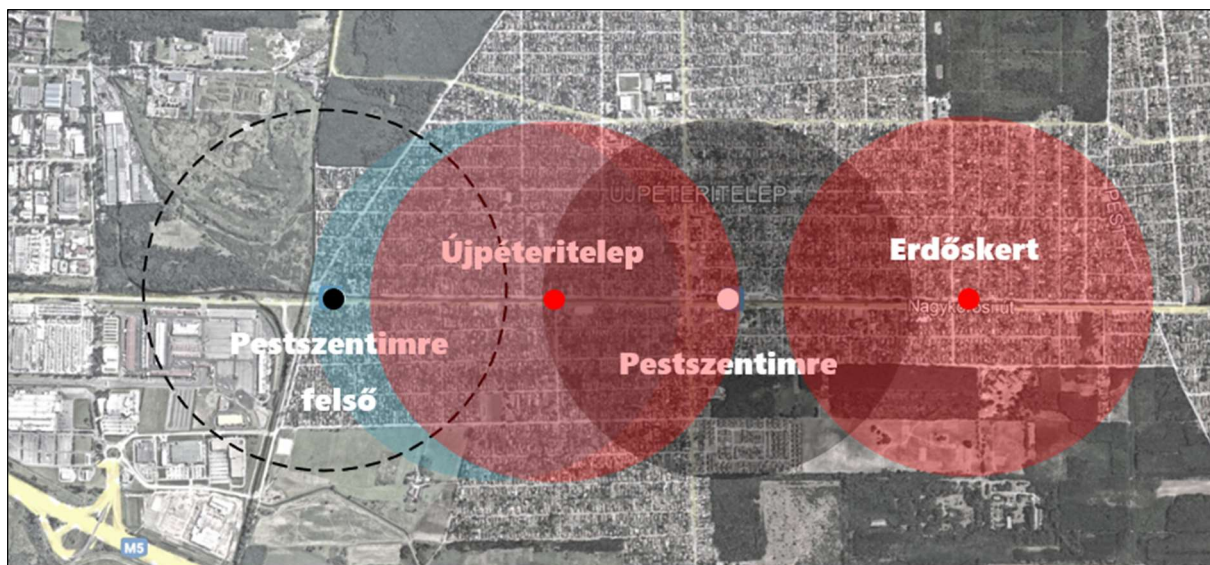 ÚJPÉTERITELEP
Újpéteritelep
Erdőskert
Nagykőrösi út
Pestszentimre
felső
Pestszentimre
M5